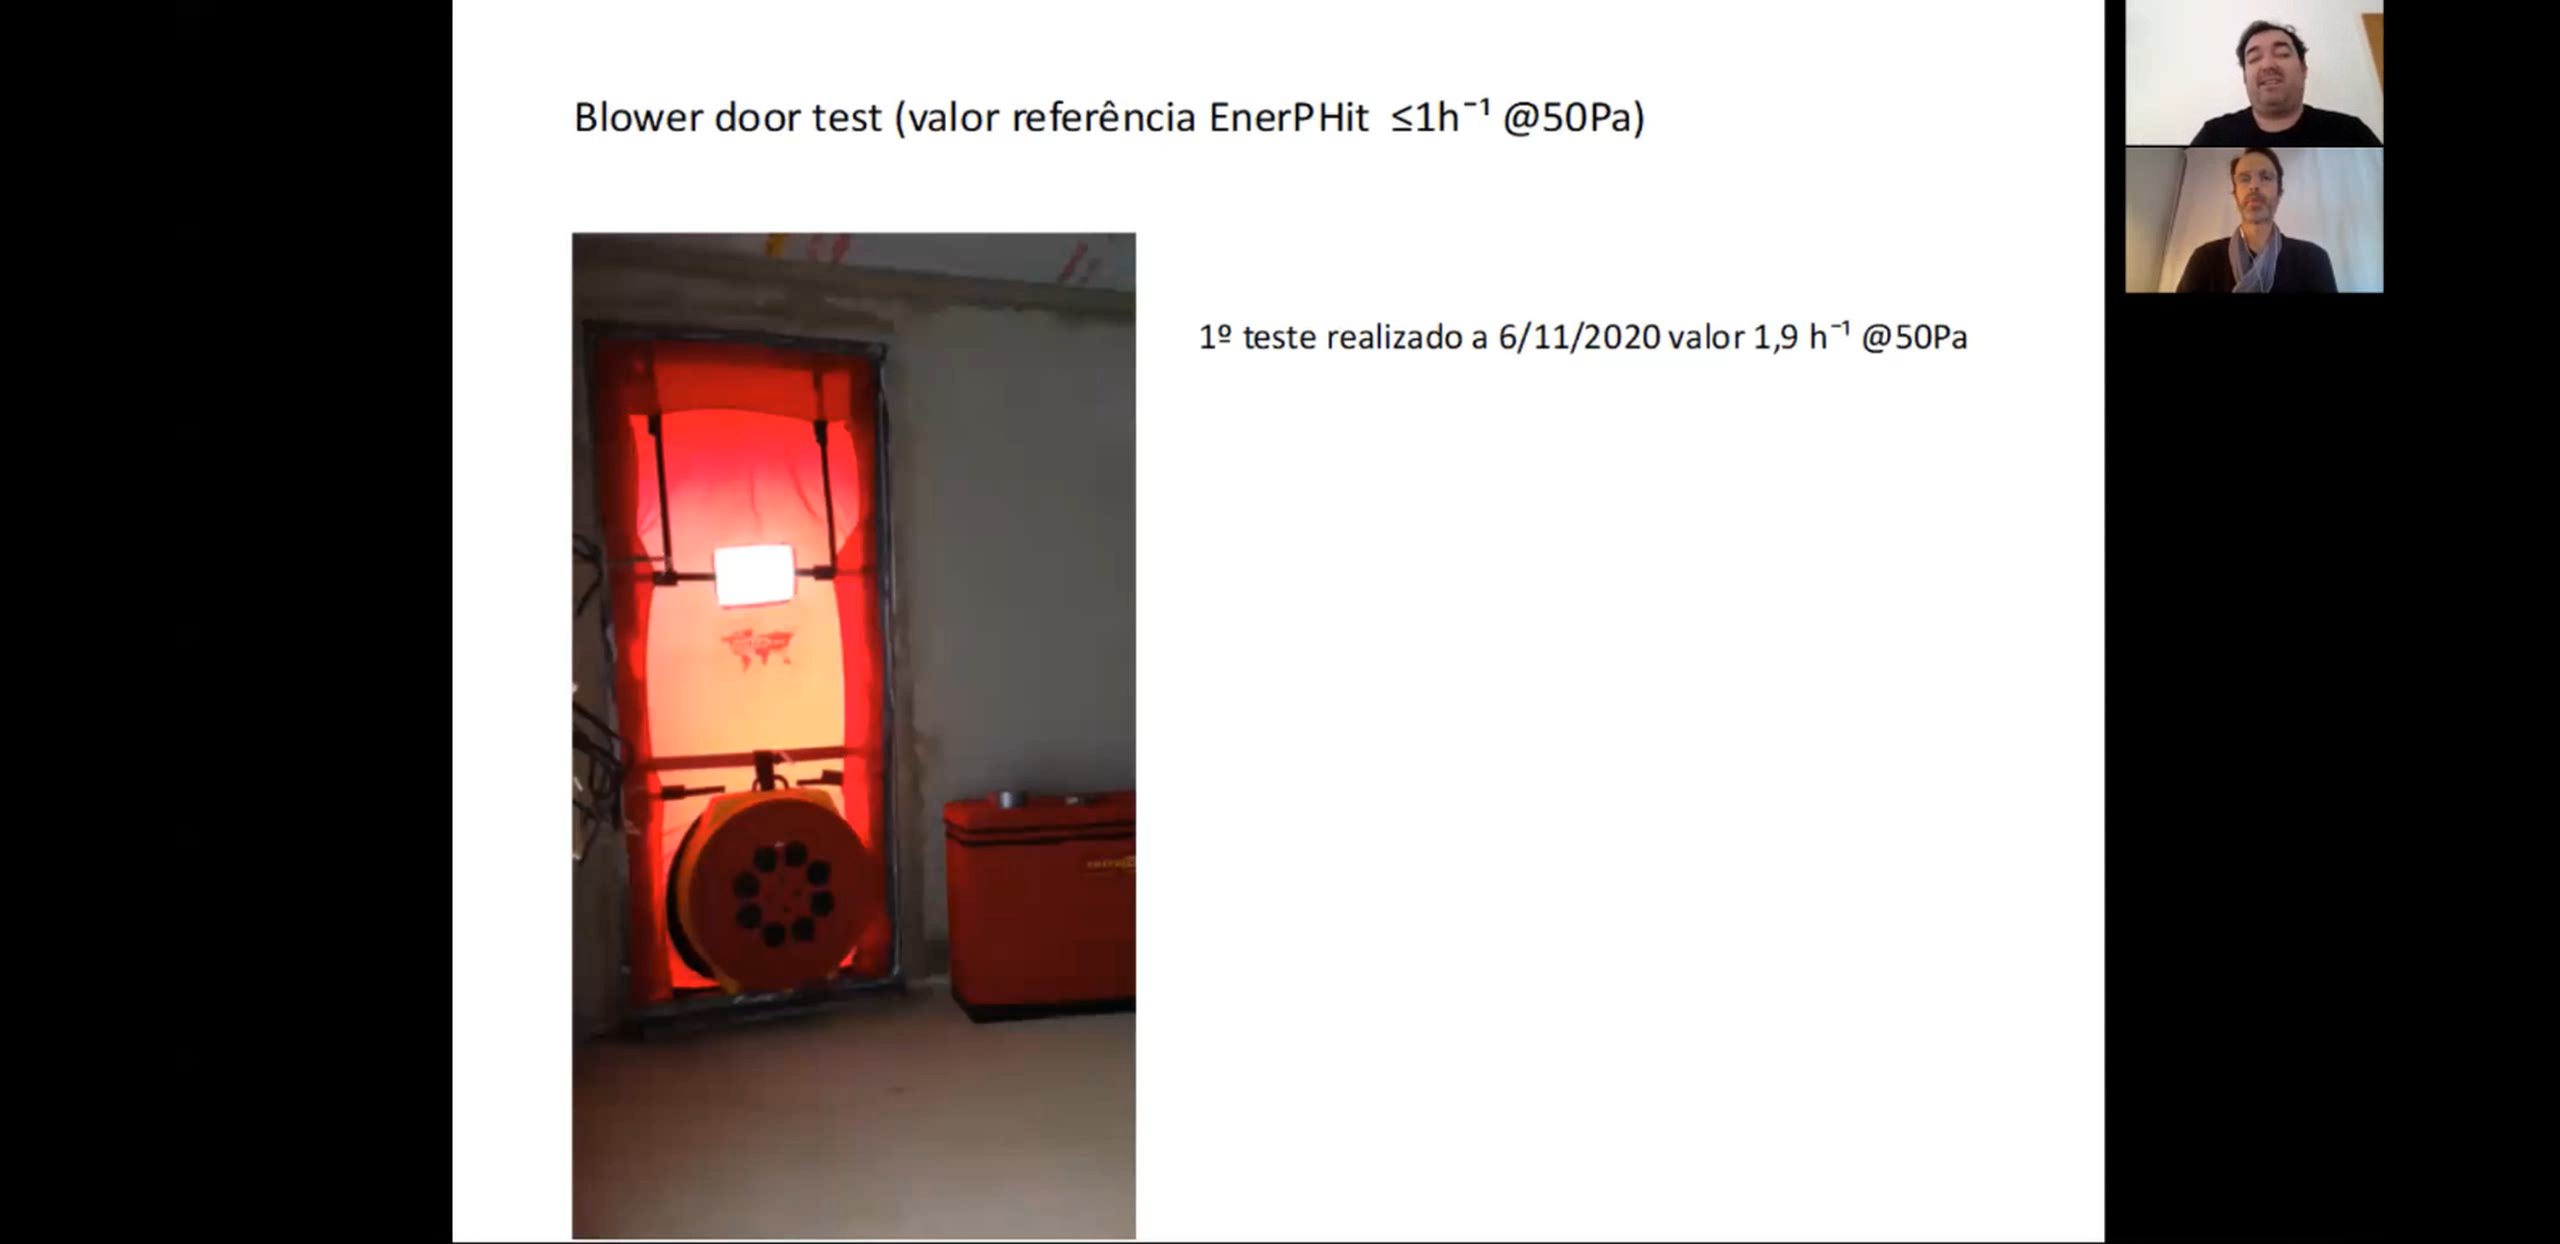 Blower door test (valor referência EnerPHit ≤1h⁻¹ @50Pa)
1º teste realizado a 6/11/2020 valor 1,9 h⁻¹ @50Pa